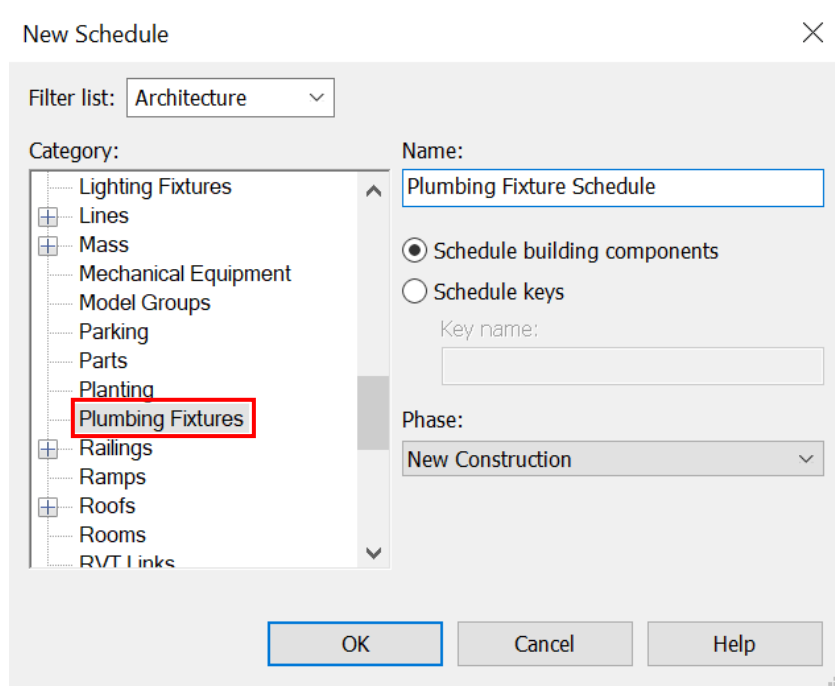 New Schedule
Filter list: Architecture
Category:
Lighting Fixtures
Lines
Mass
Mechanical Equipment
Model Groups
Parking
Parts
Planting
Plumbing Fixtures
Railings
Ramps
Roofs
Rooms
RVT Links
Name:
Plumbing Fixture Schedule
Schedule building components
Schedule keys
Key name:
Phase:
New Construction
OK Cancel Help